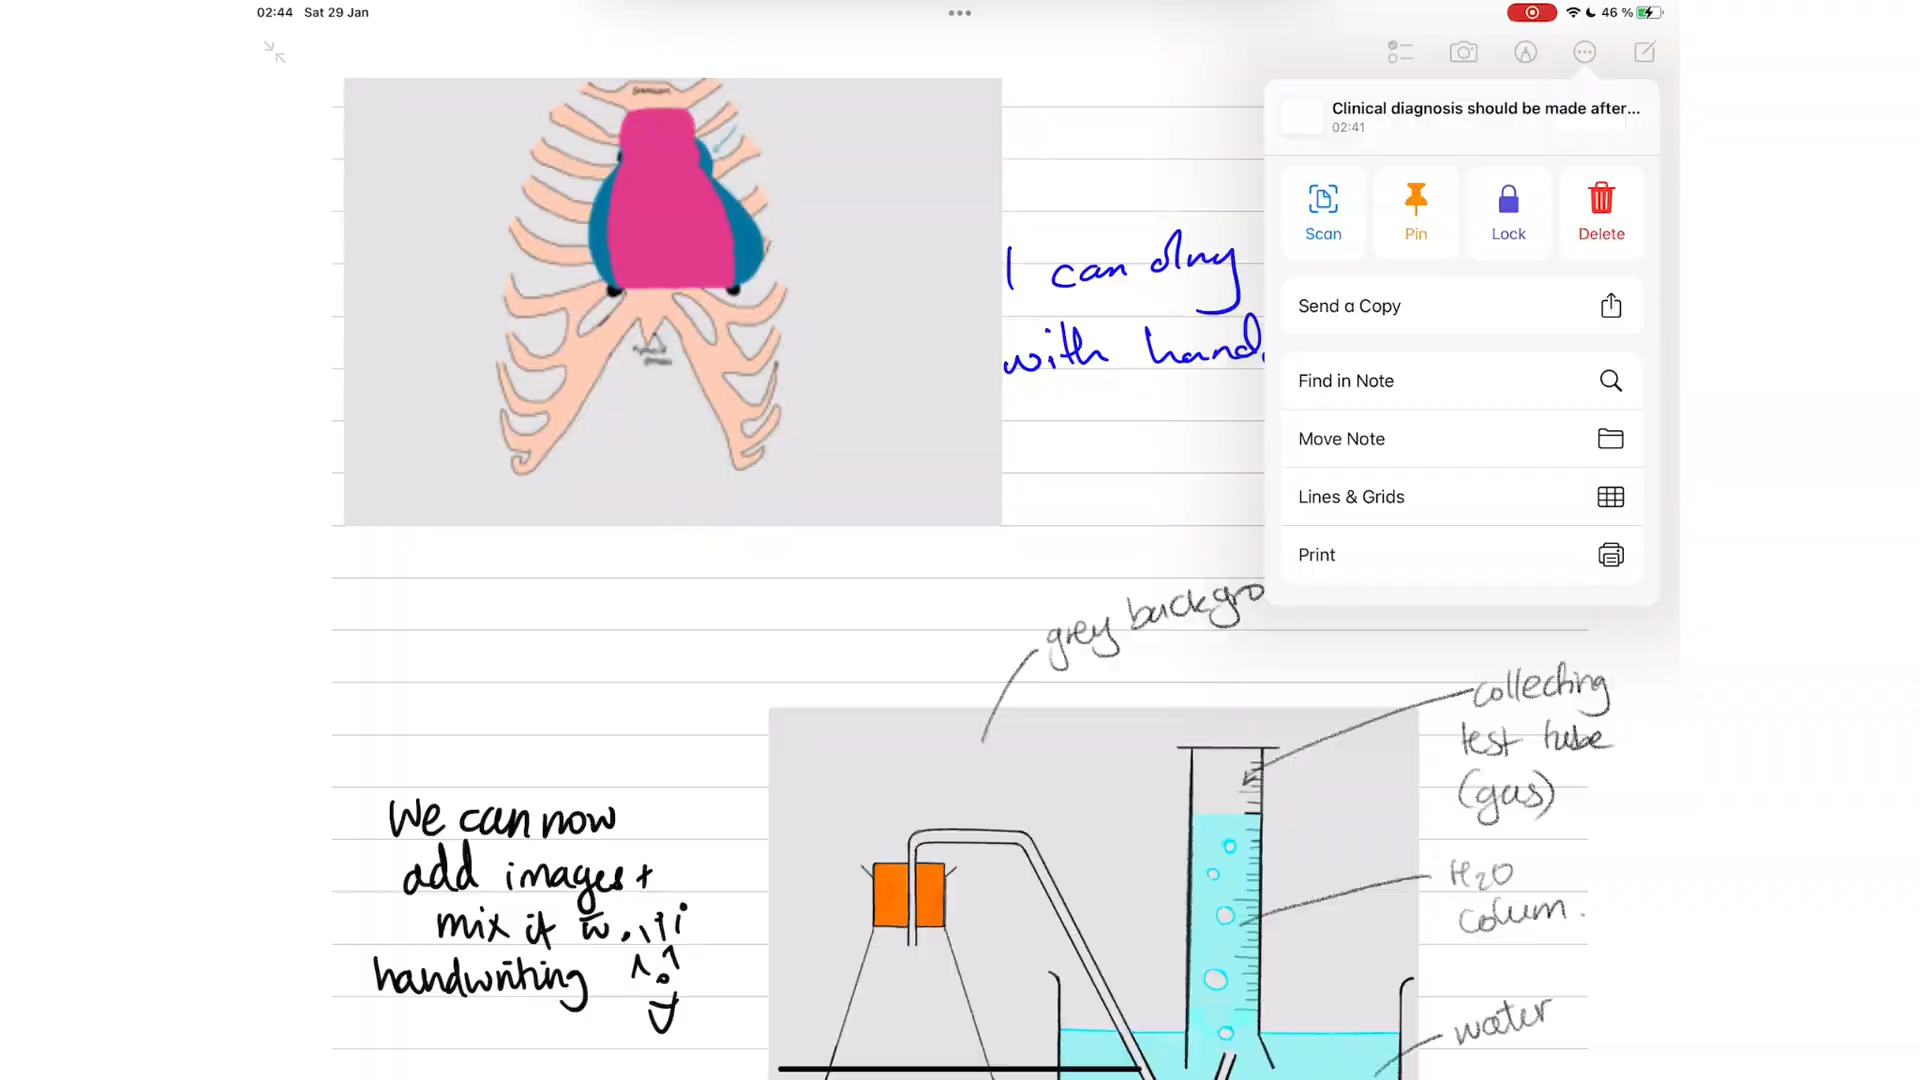 02:44 Sat 29 Jan
46 %
Clinical diagnosis should be made after...
02:41
Scan
Pin
Lock
Delete
Send a Copy
Find in Note
Move Note
Lines & Grids
Print
I can
with hand
grey backgro
collecting
test tube
(gas)
H2O
colum.
water
We can now
add images +
mix it
handwriting